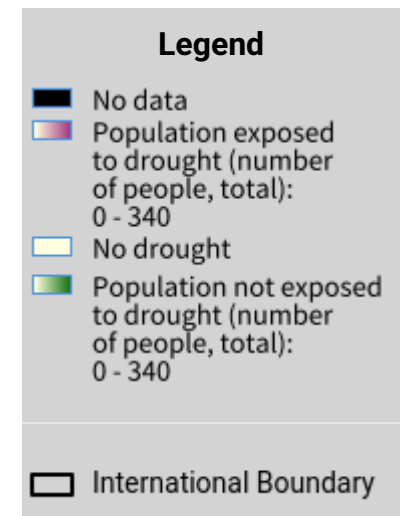 Legend
No data
Population exposed
to drought (number
of people, total):
0 - 340
No drought
Population not exposed
to drought (number
of people, total):
0 - 340
International Boundary